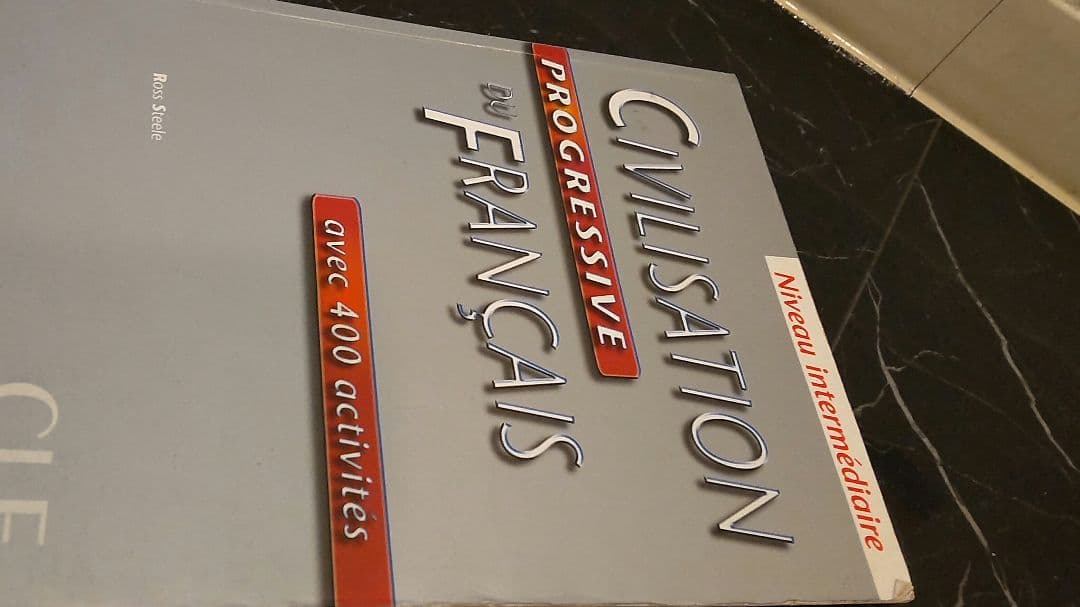 Niveau intermédiaire
CIVILISATION
PROGRESSIVE
DU FRANÇAIS
avec 400 activités
Ross Steele
CLE